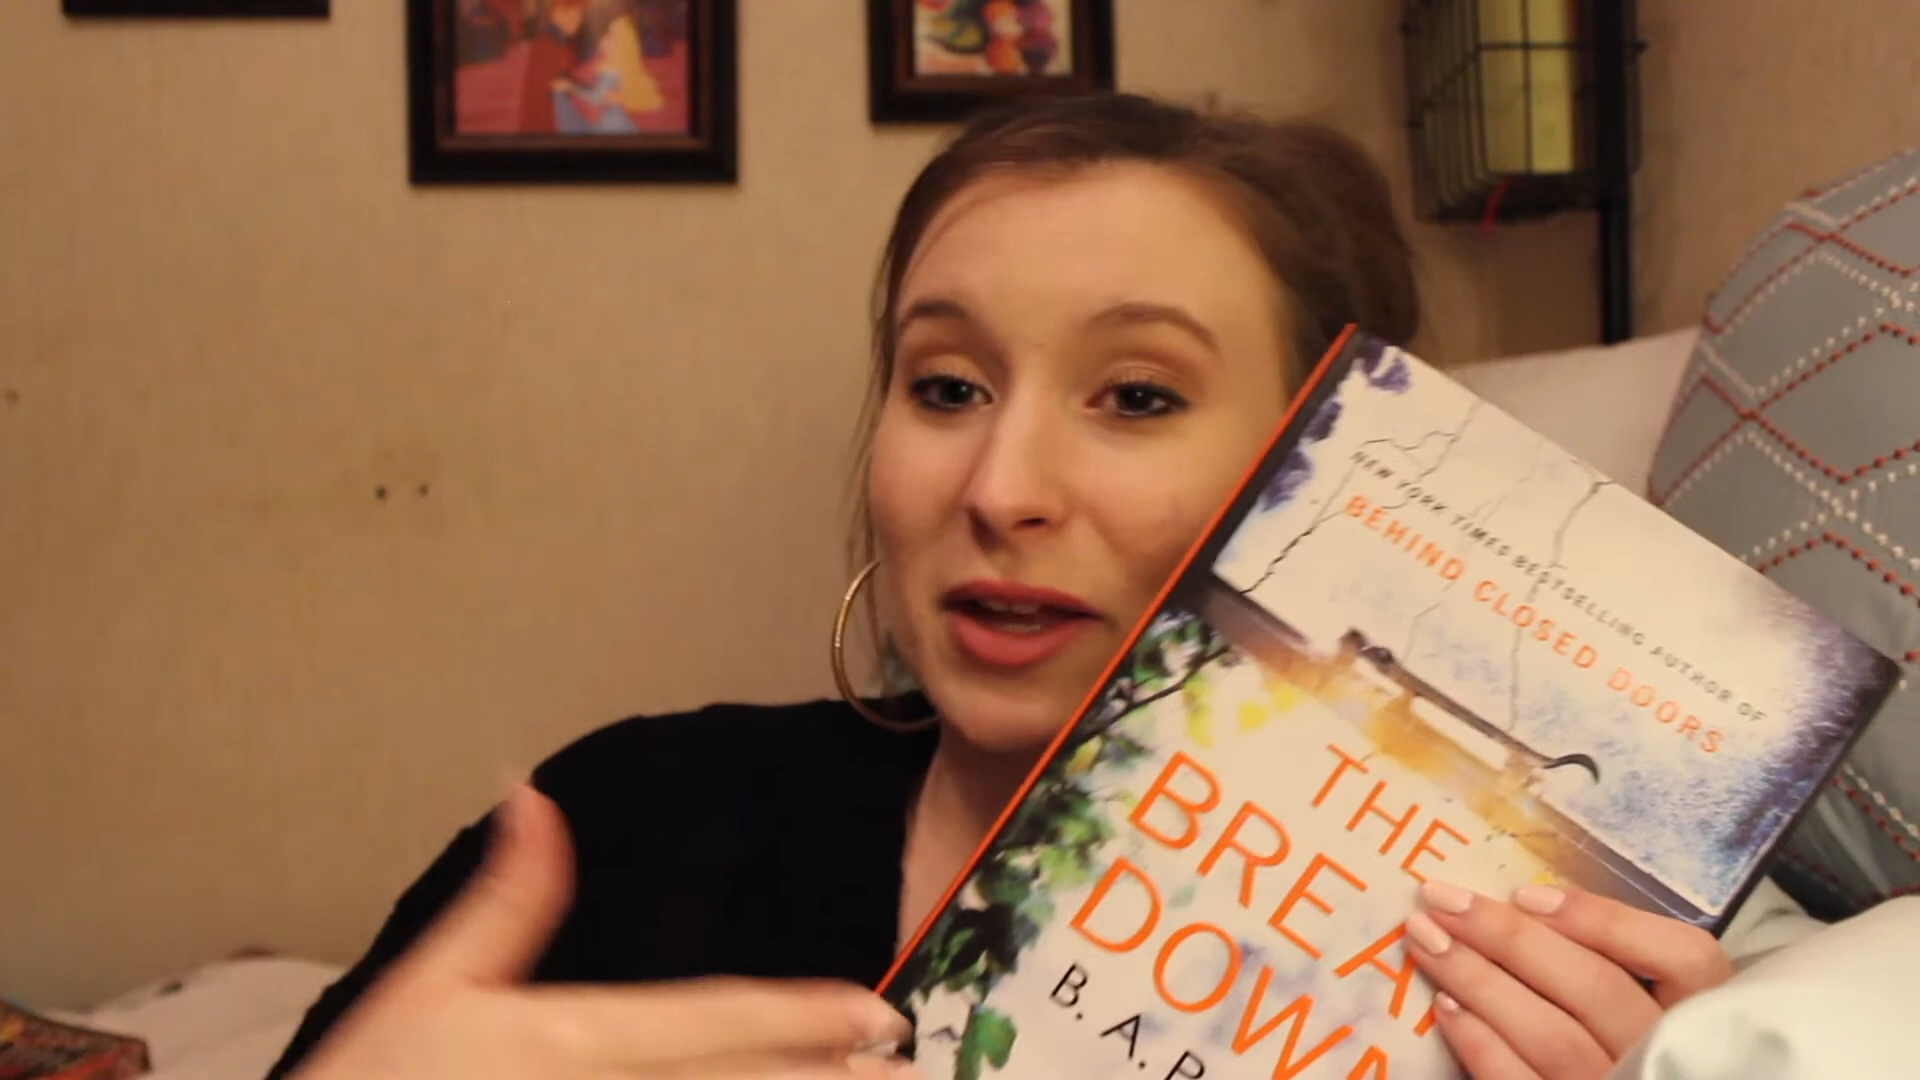 NEW YORK TIMES BESTSELLING AUTHOR OF
BEHIND CLOSED DOORS
THE
BREA
DOWN
B. A. P